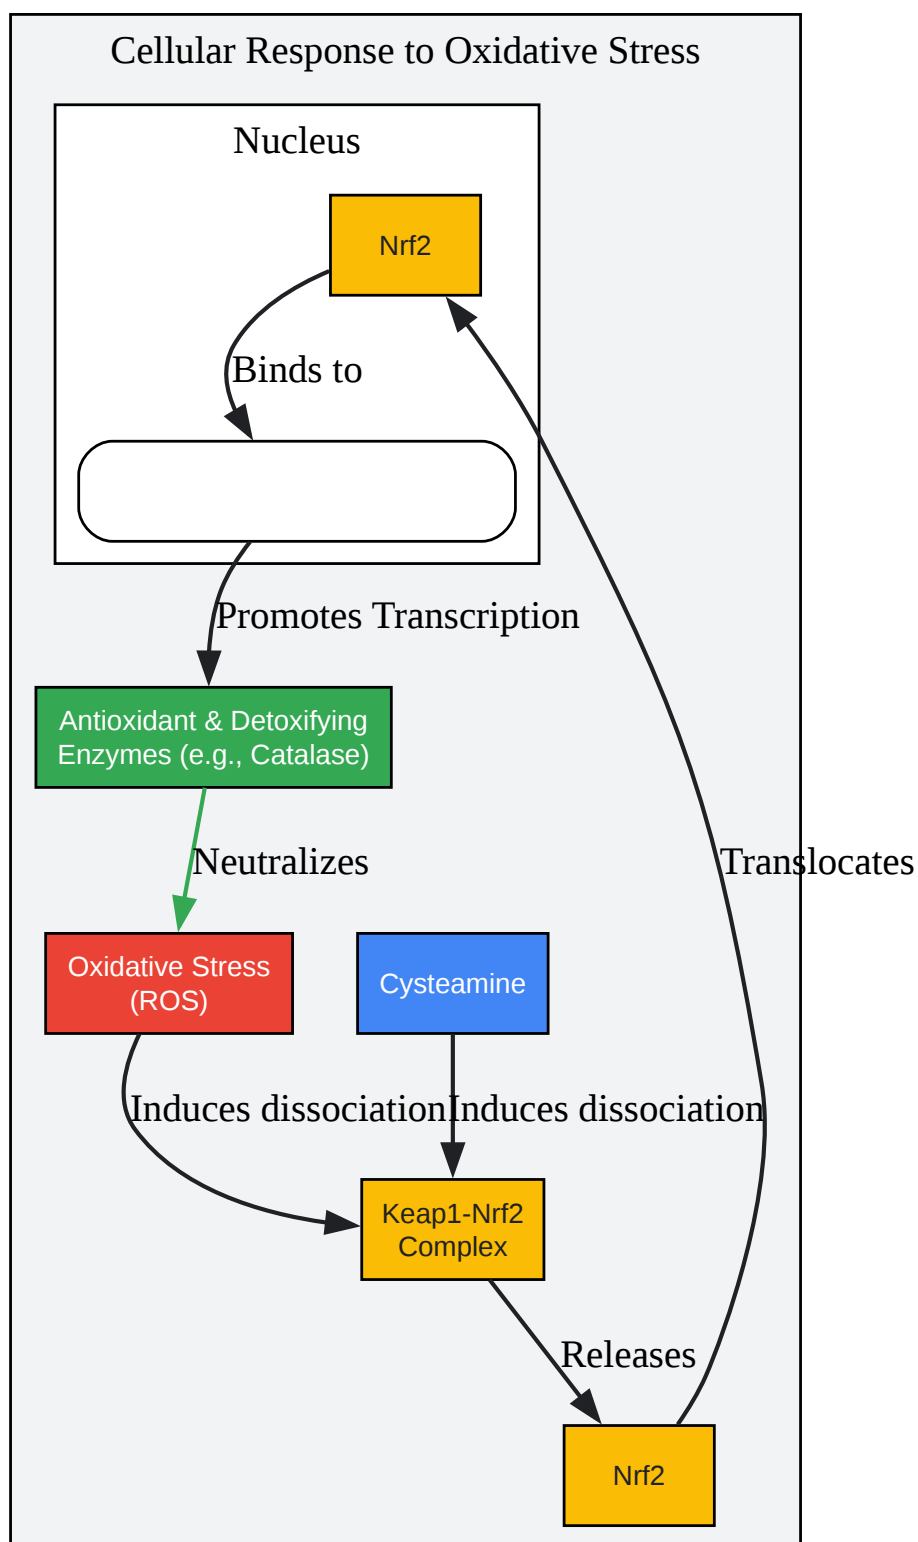 Cellular Response to Oxidative Stress
Nucleus
Nrf2
Binds to
Promotes Transcription
Antioxidant & Detoxifying
Enzymes (e.g., Catalase)
Neutralizes
Translocates
Oxidative Stress
(ROS)
Cysteamine
Induces dissociation
Induces dissociation
Keap1-Nrf2
Complex
Releases
Nrf2